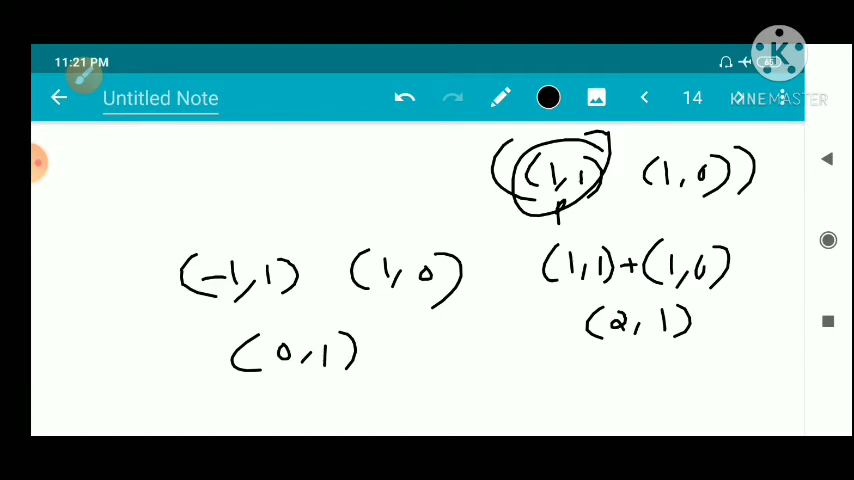 11:21 PM
65
K
Untitled Note
14
KINEMASTER
((1,1) (1,0))
P
(-1,1) (1,0) (1,1)+(1,0)
(0,1) (2,1)